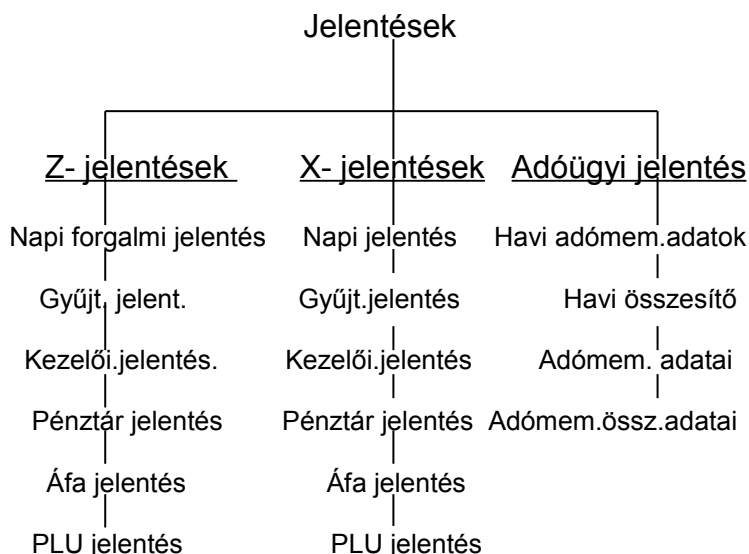 Jelentések
Z- jelentések
X- jelentések
Adóügyi jelentés
Napi forgalmi jelentés
Napi jelentés
Havi adómem.adatok
Gyűjt. jelent.
Gyűjt.jelentés
Havi összesítő
Kezelői.jelentés.
Kezelői.jelentés
Adómem. adatai
Pénztár jelentés
Pénztár jelentés
Adómem.össz.adatai
Áfa jelentés
Áfa jelentés
PLU jelentés
PLU jelentés